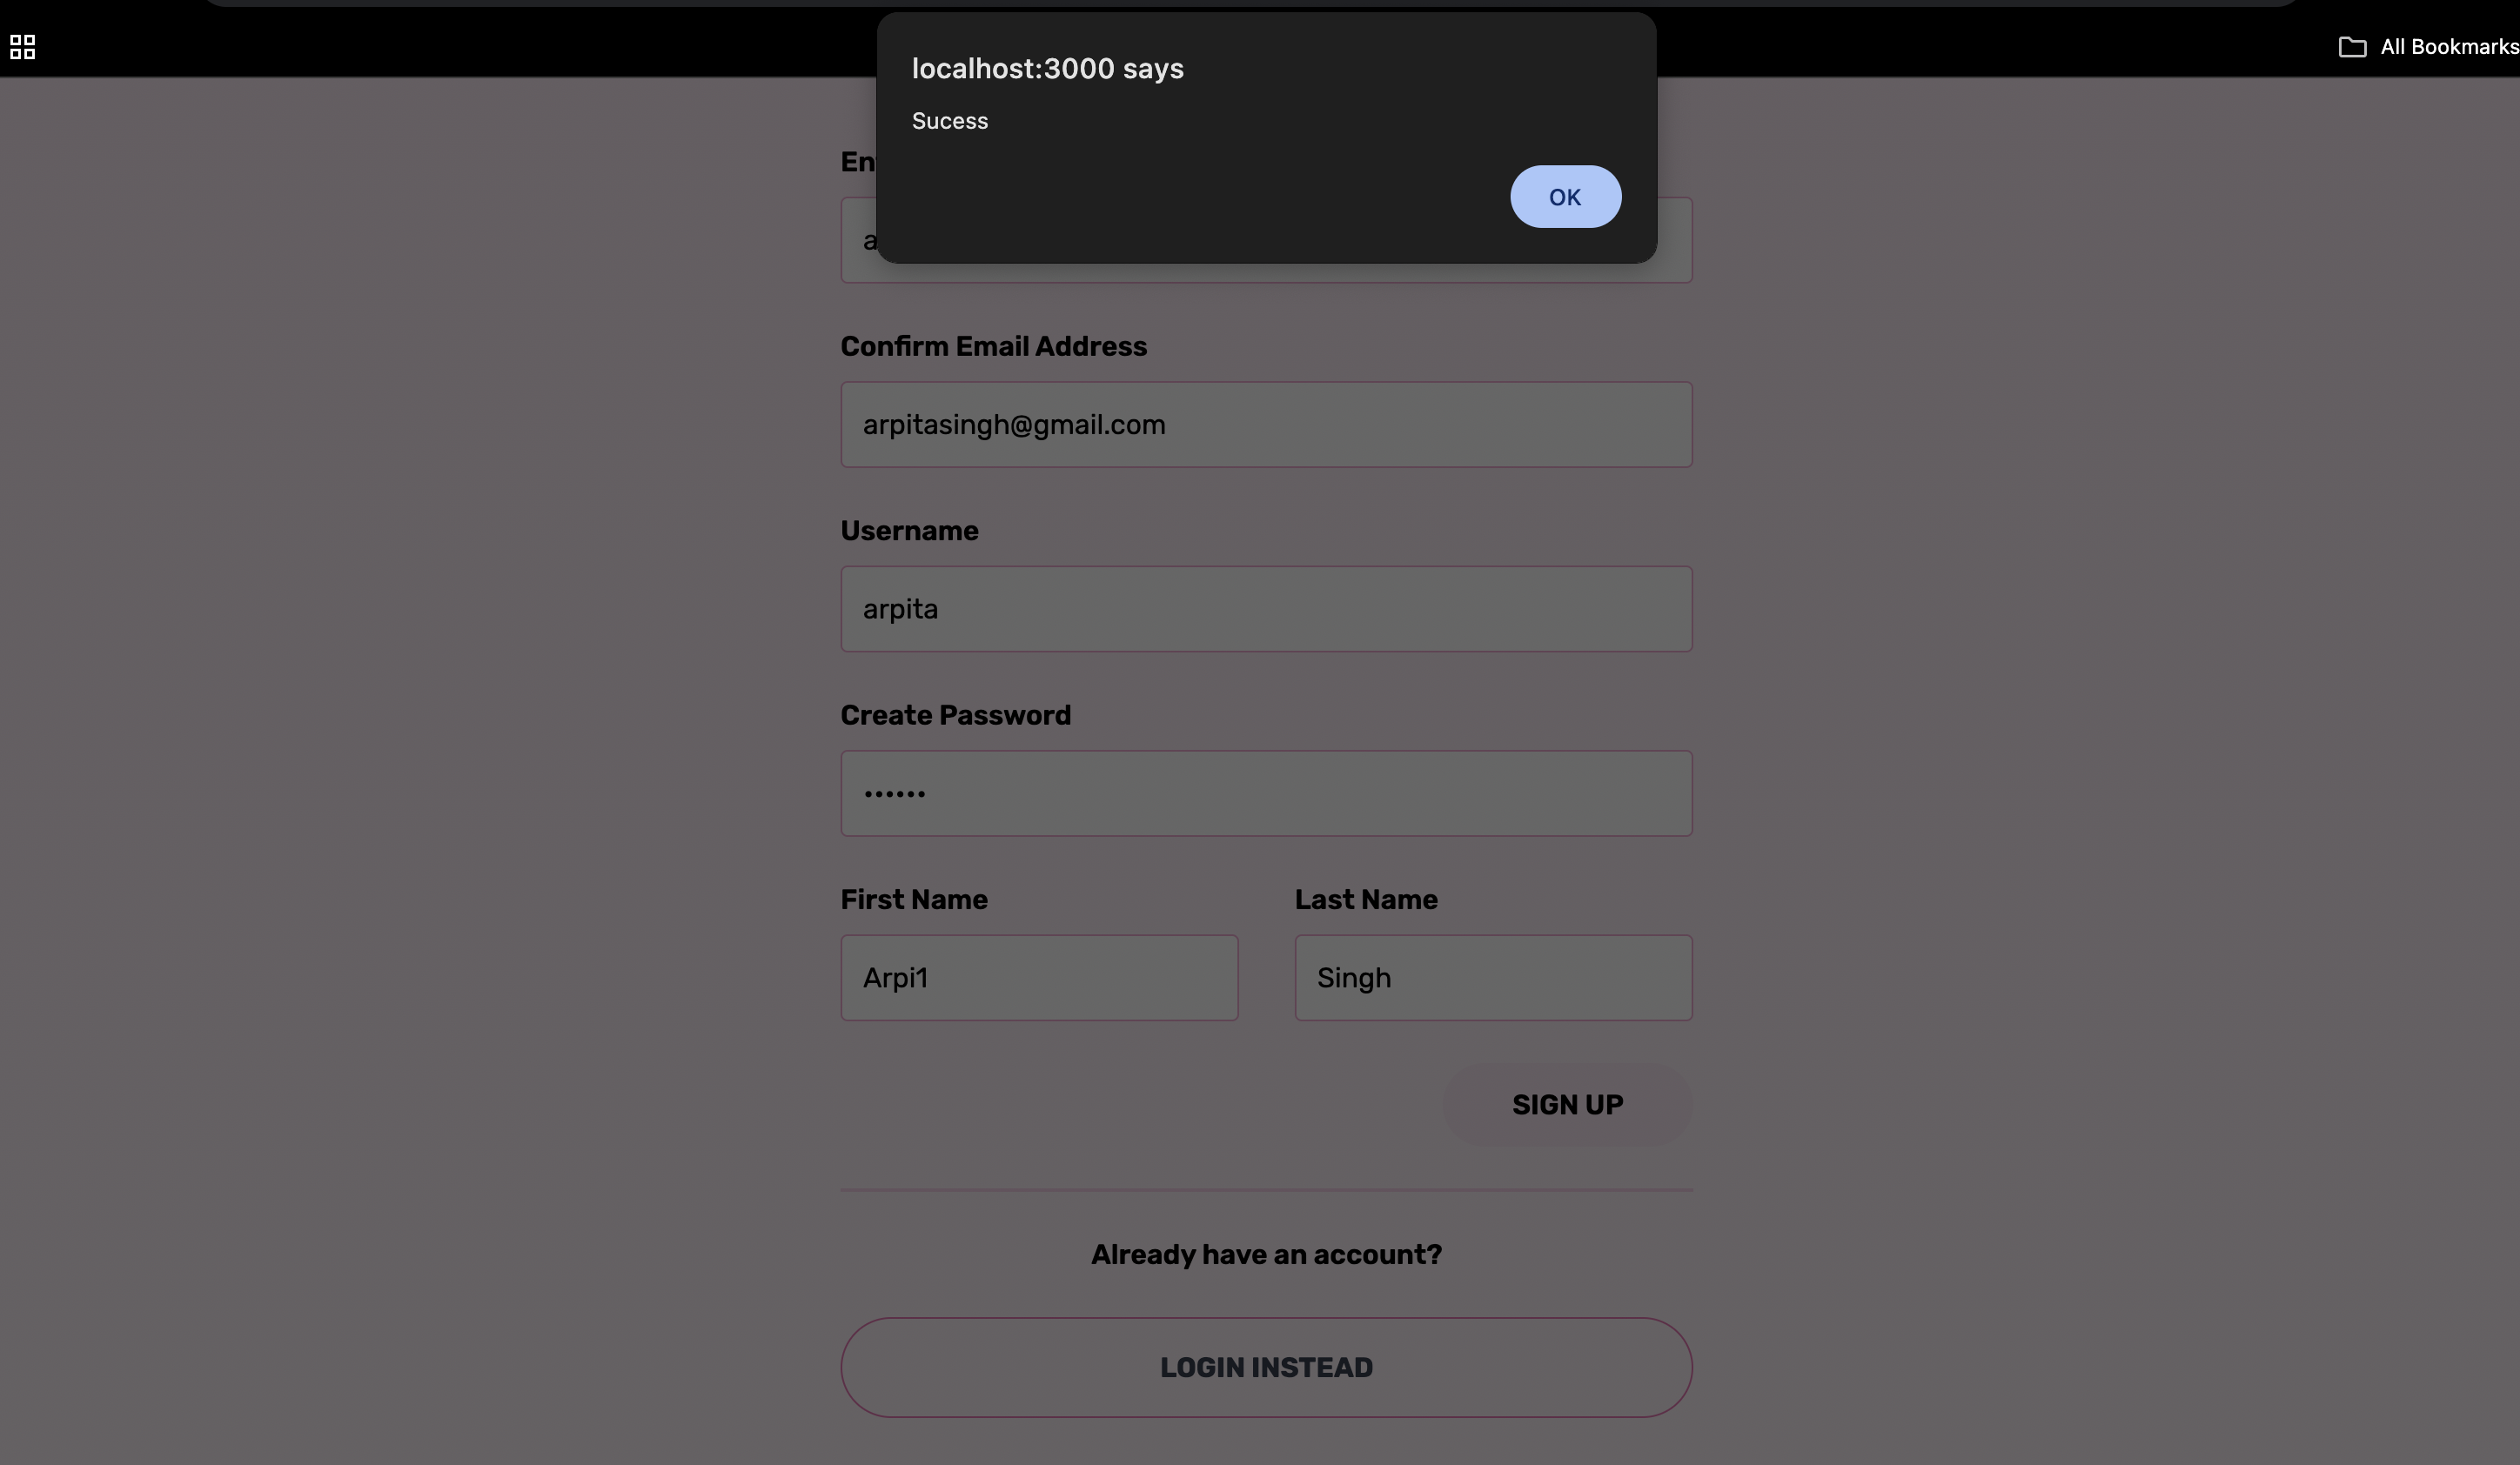 All Bookmarks
localhost:3000 says
Sucess
OK
Confirm Email Address
arpitasingh@gmail.com
Username
arpita
Create Password
••••••
First Name
Last Name
Arpi1
Singh
SIGN UP
Already have an account?
LOGIN INSTEAD